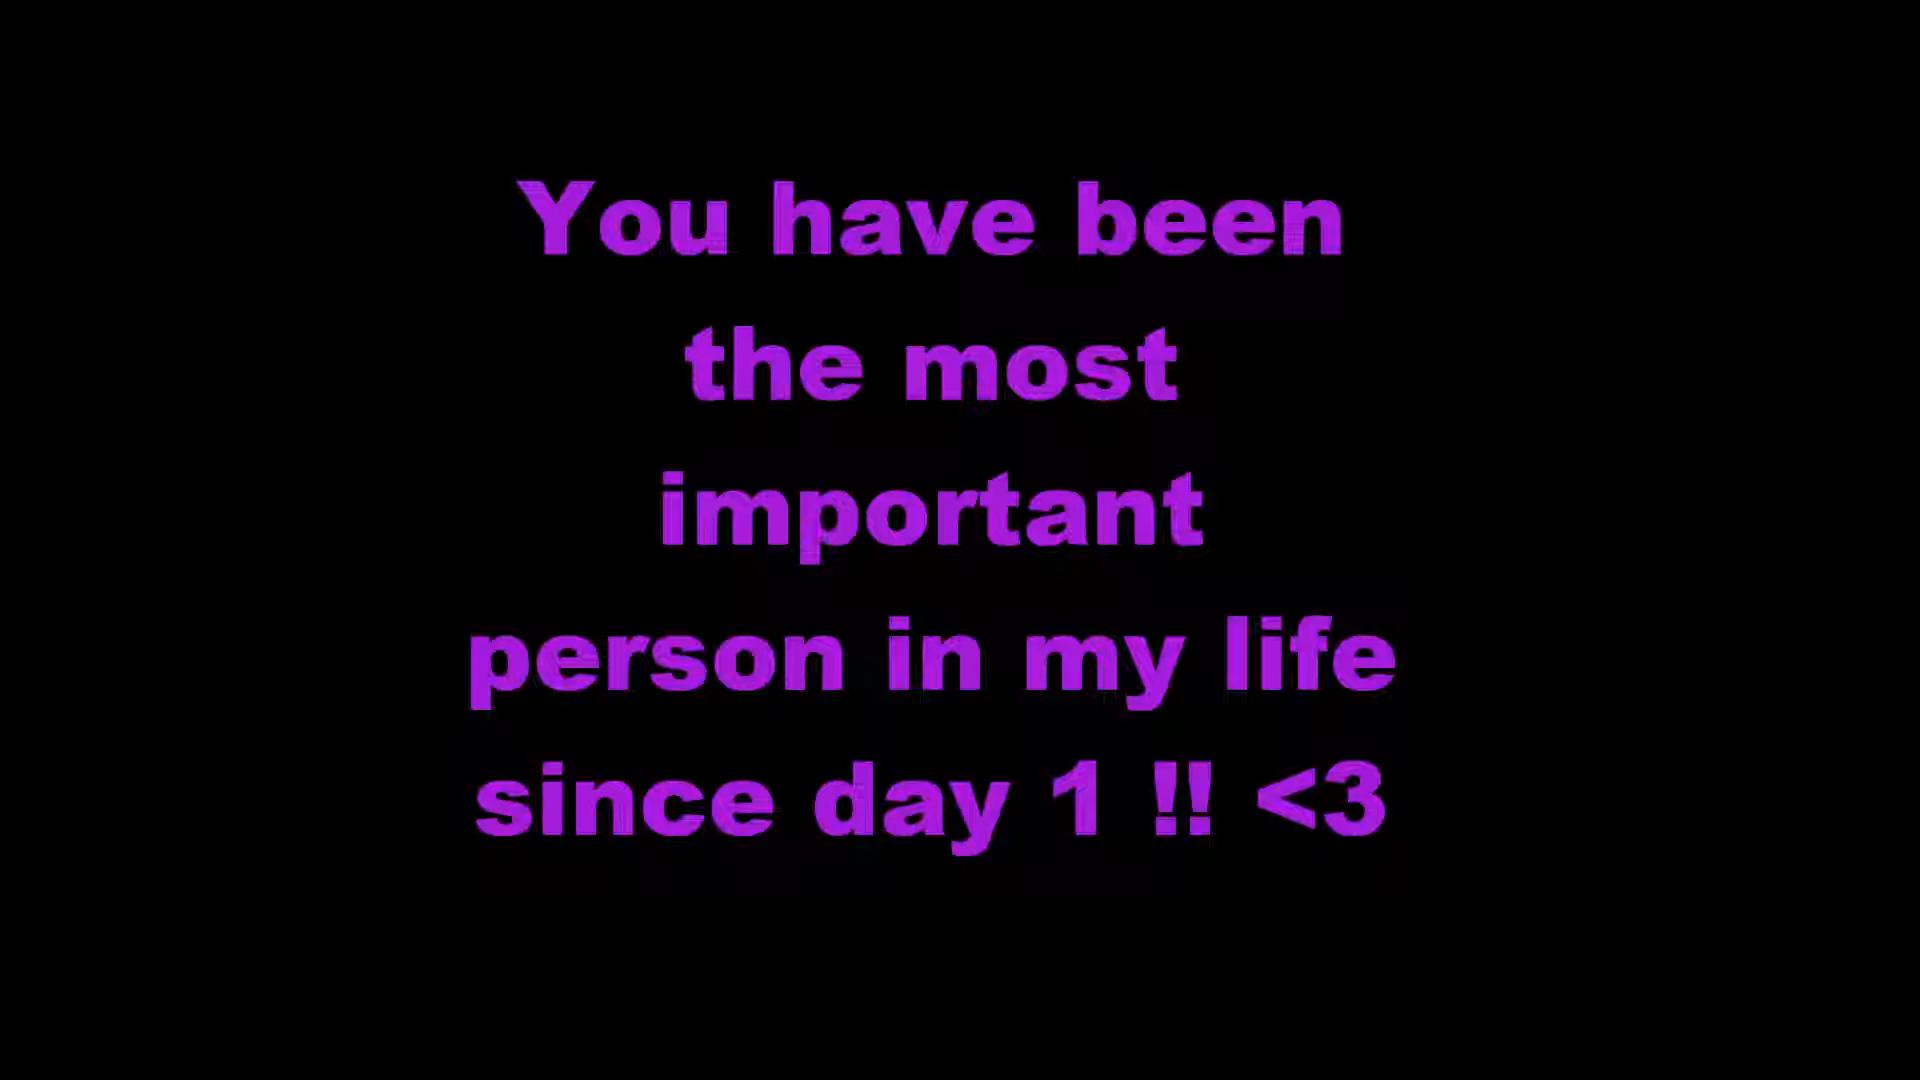 You have been
the most
important
person in my life
since day 1 !! <3